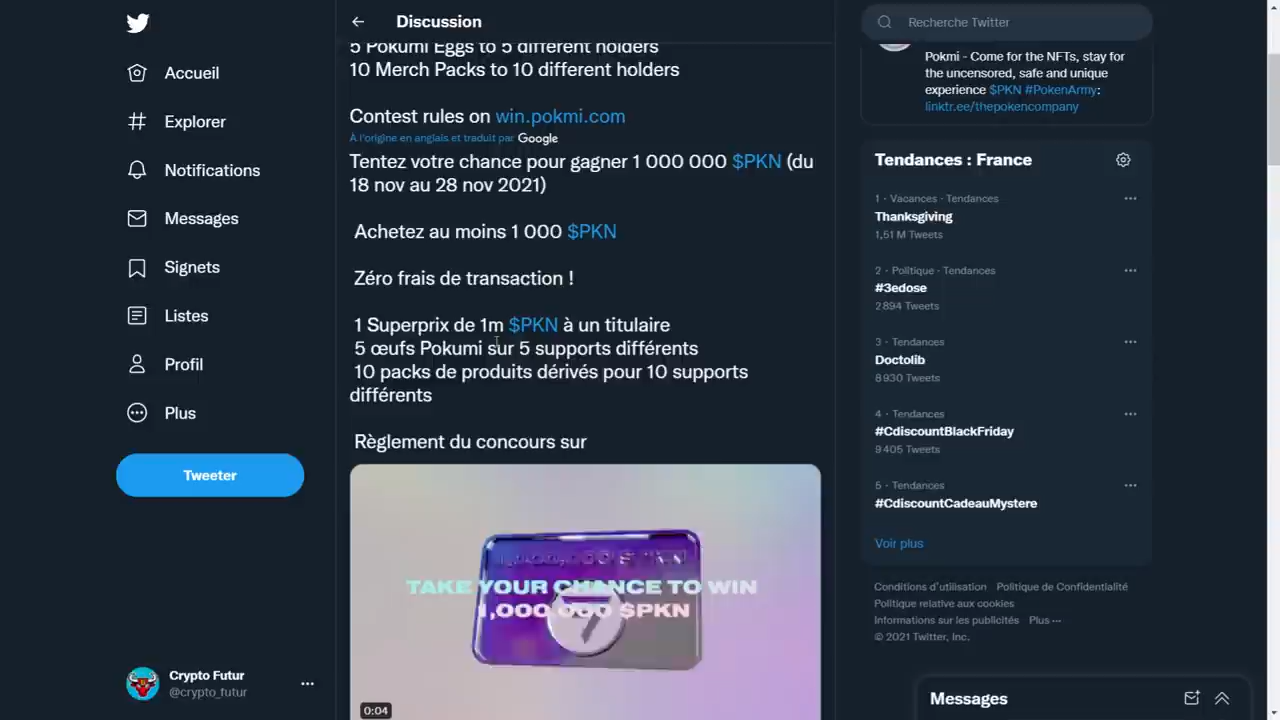 Accueil
Explorer
Notifications
Messages
Signets
Listes
Profil
Plus
Tweeter
Crypto Futur
@crypto_futur
Discussion
5 Pokumi Eggs to 5 different holders
10 Merch Packs to 10 different holders
Contest rules on win.pokmi.com
À l'origine en anglais et traduit par Google
Tentez votre chance pour gagner 1 000 000 $PKN (du
18 nov au 28 nov 2021)
Achetez au moins 1 000 $PKN
Zéro frais de transaction !
1 Superprix de 1m $PKN à un titulaire
5 œufs Pokumi sur 5 supports différents
10 packs de produits dérivés pour 10 supports
différents
Règlement du concours sur
1,000,000 $PKN
TAKE YOUR CHANCE TO WIN
1,000 000 $PKN
0:04
Recherche Twitter
Pokmi - Come for the NFTs, stay for
the uncensored, safe and unique
experience $PKN #PokenArmy:
linktr.ee/thepokencompany
Tendances : France
1 · Vacances · Tendances
Thanksgiving
1,51 M Tweets
2 · Politique · Tendances
#3edose
2 894 Tweets
3 · Tendances
Doctolib
8 930 Tweets
4 · Tendances
#CdiscountBlackFriday
9 405 Tweets
5 · Tendances
#CdiscountCadeauMystere
Voir plus
Conditions d'utilisation Politique de Confidentialité
Politique relative aux cookies
Informations sur les publicités Plus ···
© 2021 Twitter, Inc.
Messages